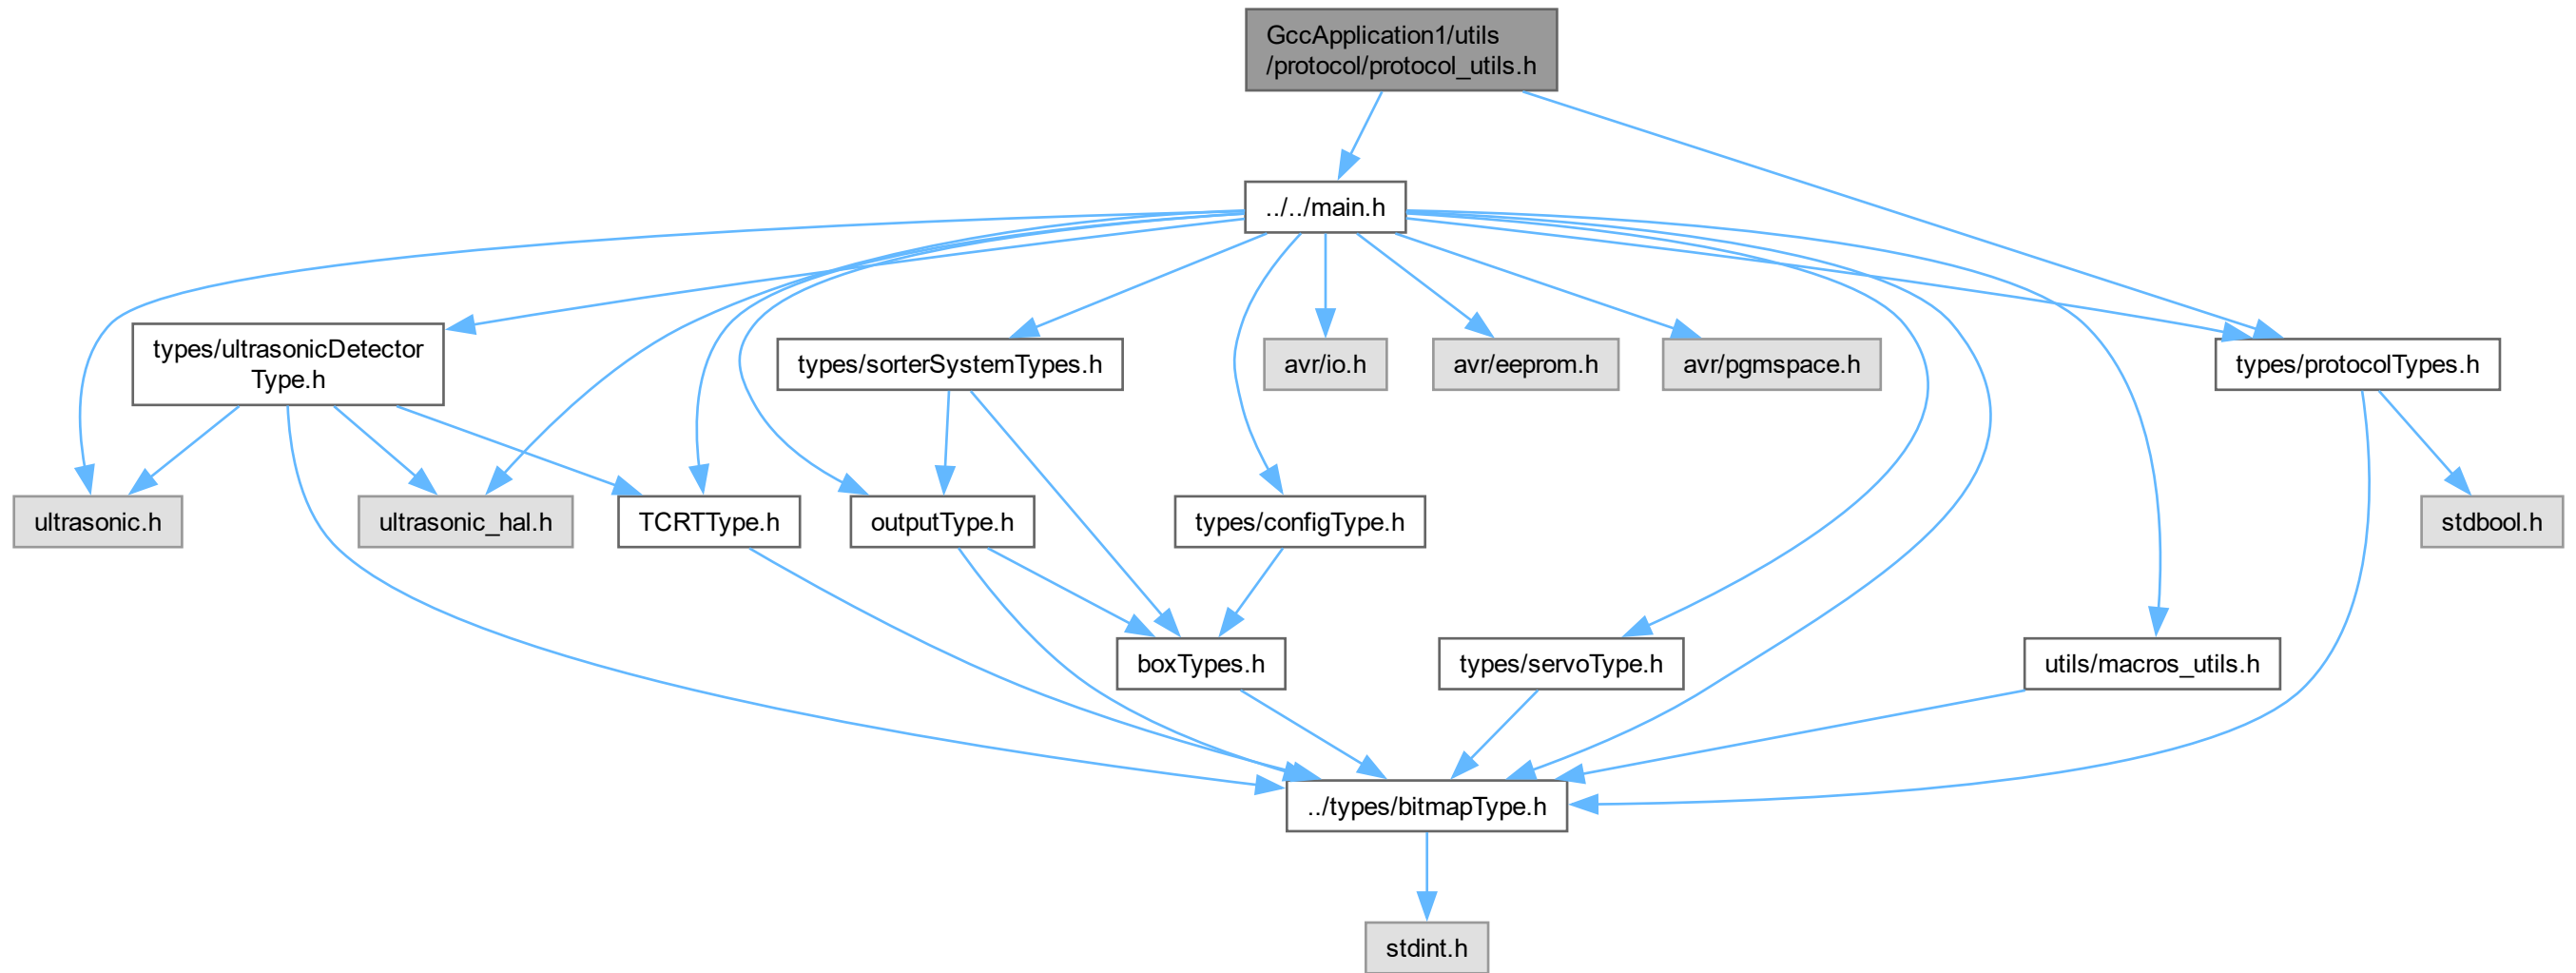 GccApplication1/utils
/protocol/protocol_utils.h
../../main.h
types/ultrasonicDetector
Type.h
types/sorterSystemTypes.h
avr/io.h
avr/eeprom.h
avr/pgmspace.h
types/protocolTypes.h
ultrasonic.h
ultrasonic_hal.h
TCRTType.h
outputType.h
types/configType.h
stdbool.h
boxTypes.h
types/servoType.h
utils/macros_utils.h
../types/bitmapType.h
stdint.h